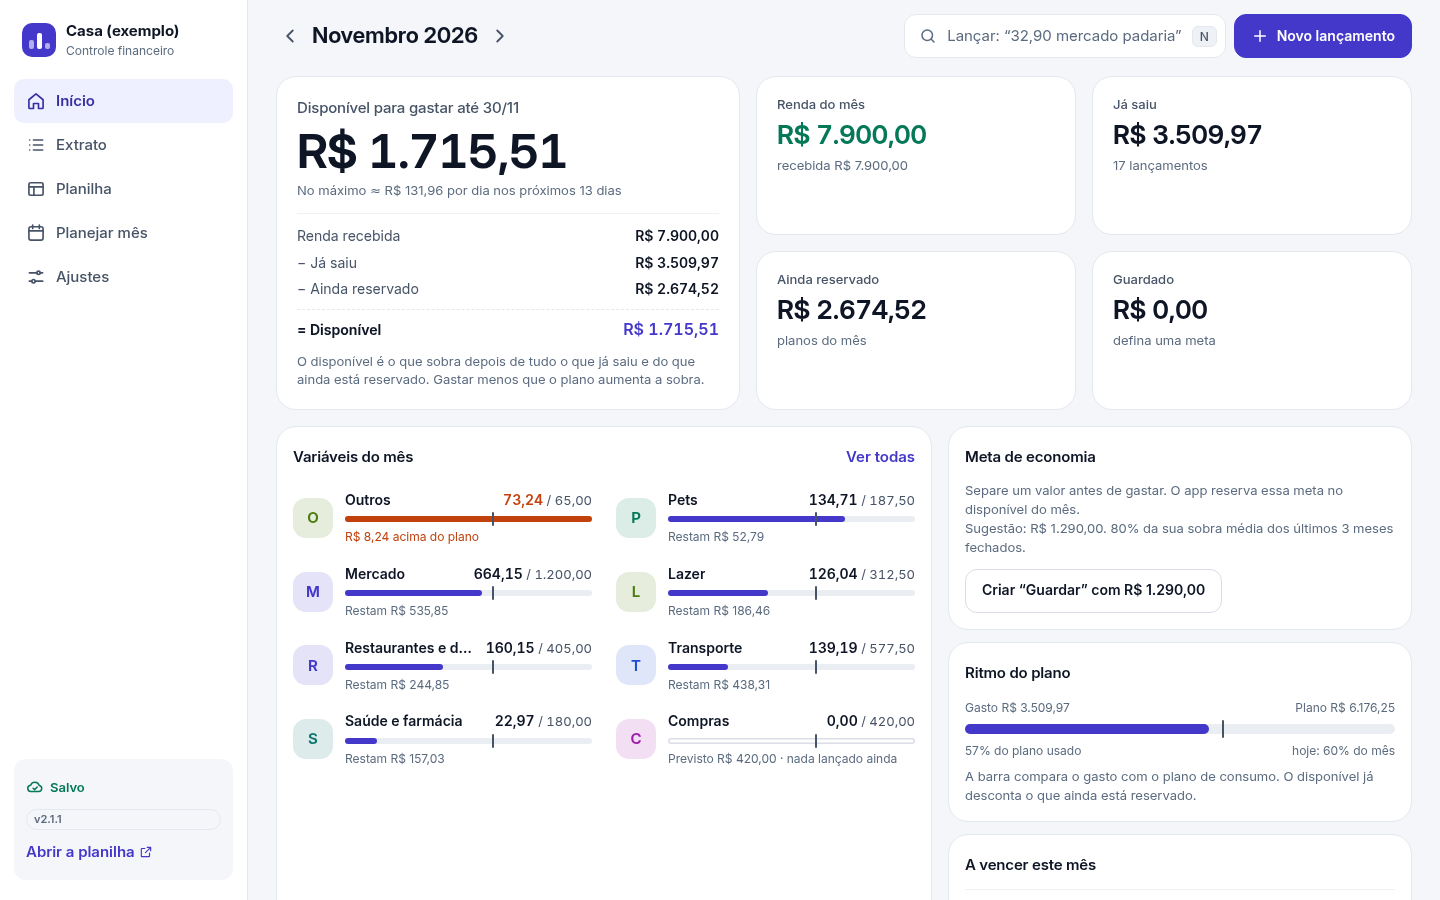 Casa (exemplo)
Controle financeiro
Início
Extrato
Planilha
Planejar mês
Ajustes
Salvo
v2.1.1
Abrir a planilha
Novembro 2026
Lançar: “32,90 mercado padaria”
N
Novo lançamento
Disponível para gastar até 30/11
R$ 1.715,51
No máximo ≈ R$ 131,96 por dia nos próximos 13 dias
Renda recebida R$ 7.900,00
− Já saiu R$ 3.509,97
− Ainda reservado R$ 2.674,52
= Disponível R$ 1.715,51
O disponível é o que sobra depois de tudo o que já saiu e do que
ainda está reservado. Gastar menos que o plano aumenta a sobra.
Renda do mês
R$ 7.900,00
recebida R$ 7.900,00
Já saiu
R$ 3.509,97
17 lançamentos
Ainda reservado
R$ 2.674,52
planos do mês
Guardado
R$ 0,00
defina uma meta
Variáveis do mês
Ver todas
O
Outros 73,24 / 65,00
R$ 8,24 acima do plano
P
Pets 134,71 / 187,50
Restam R$ 52,79
M
Mercado 664,15 / 1.200,00
Restam R$ 535,85
L
Lazer 126,04 / 312,50
Restam R$ 186,46
R
Restaurantes e d… 160,15 / 405,00
Restam R$ 244,85
T
Transporte 139,19 / 577,50
Restam R$ 438,31
S
Saúde e farmácia 22,97 / 180,00
Restam R$ 157,03
C
Compras 0,00 / 420,00
Previsto R$ 420,00 · nada lançado ainda
Meta de economia
Separe um valor antes de gastar. O app reserva essa meta no
disponível do mês.
Sugestão: R$ 1.290,00. 80% da sua sobra média dos últimos 3 meses
fechados.
Criar “Guardar” com R$ 1.290,00
Ritmo do plano
Gasto R$ 3.509,97 Plano R$ 6.176,25
57% do plano usado hoje: 60% do mês
A barra compara o gasto com o plano de consumo. O disponível já
desconta o que ainda está reservado.
A vencer este mês